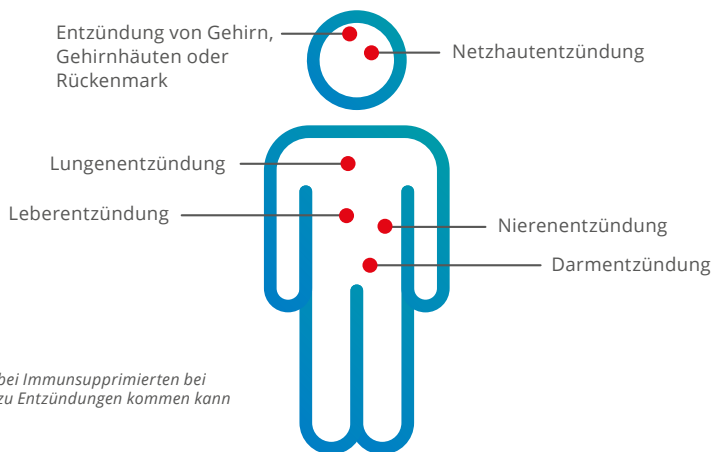 Entzündung von Gehirn,
Gehirnhäuten oder
Rückenmark
Netzhautentzündung
Lungenentzündung
Leberentzündung
Nierenentzündung
Darmentzündung
bei Immunsupprimierten bei
zu Entzündungen kommen kann